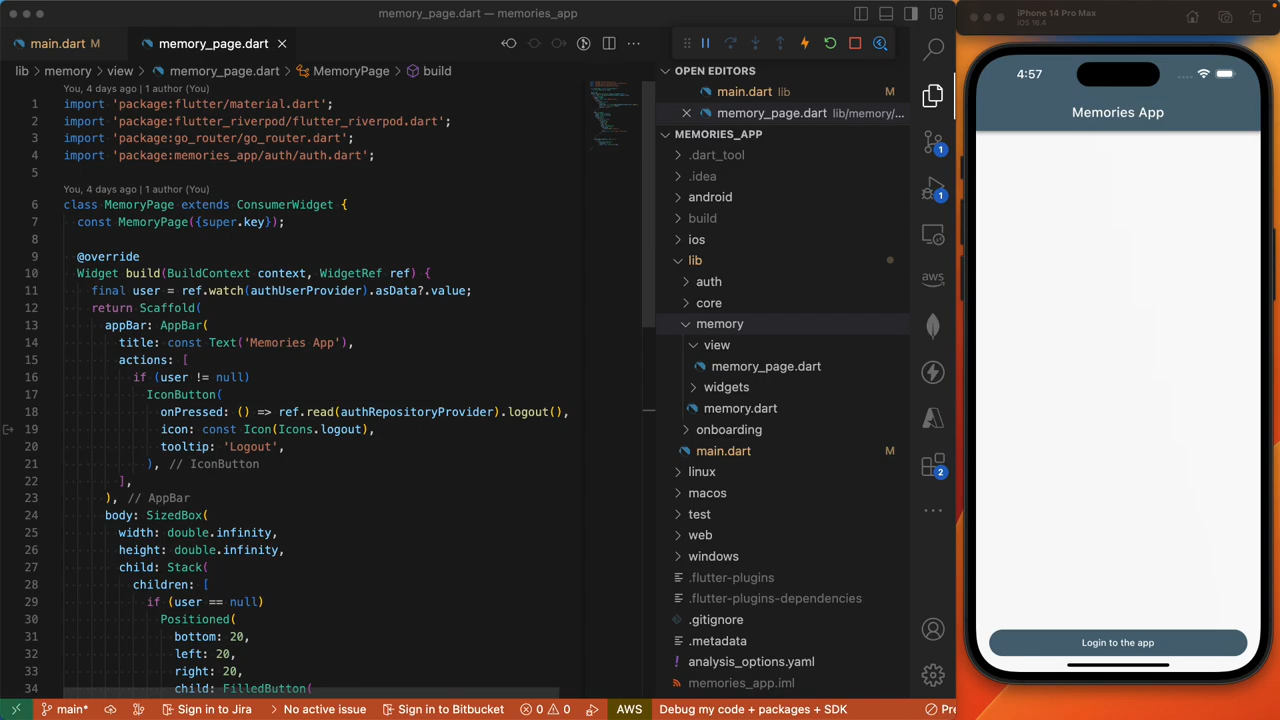 memory_page.dart — memories_app
main.dart M
memory_page.dart
lib > memory > view > memory_page.dart > MemoryPage > build
You, 4 days ago | 1 author (You)
1 import 'package:flutter/material.dart';
2 import 'package:flutter_riverpod/flutter_riverpod.dart';
3 import 'package:go_router/go_router.dart';
4 import 'package:memories_app/auth/auth.dart';
5
You, 4 days ago | 1 author (You)
6 class MemoryPage extends ConsumerWidget {
7 const MemoryPage({super.key});
8
9 @override
10 Widget build(BuildContext context, WidgetRef ref) {
11 final user = ref.watch(authUserProvider).asData?.value;
12 return Scaffold(
13 appBar: AppBar(
14 title: const Text('Memories App'),
15 actions: [
16 if (user != null)
17 IconButton(
18 onPressed: () => ref.read(authRepositoryProvider).logout(),
19 icon: const Icon(Icons.logout),
20 tooltip: 'Logout',
21 ), // IconButton
22 ],
23 ), // AppBar
24 body: SizedBox(
25 width: double.infinity,
26 height: double.infinity,
27 child: Stack(
28 children: [
29 if (user == null)
30 Positioned(
31 bottom: 20,
32 left: 20,
33 right: 20,
34 child: FilledButton(
OPEN EDITORS
main.dart lib M
memory_page.dart lib/memory/...
MEMORIES_APP
.dart_tool
.idea
android
build
ios
lib
auth
core
memory
view
memory_page.dart
widgets
memory.dart
onboarding
main.dart M
linux
macos
test
web
windows
.flutter-plugins
.flutter-plugins-dependencies
.gitignore
.metadata
! analysis_options.yaml
memories_app.iml
1
1
aws
2
main* Sign in to Jira No active issue Sign in to Bitbucket 0 0 AWS Debug my code + packages + SDK Pre
iPhone 14 Pro Max
iOS 16.4
4:57
Memories App
Login to the app